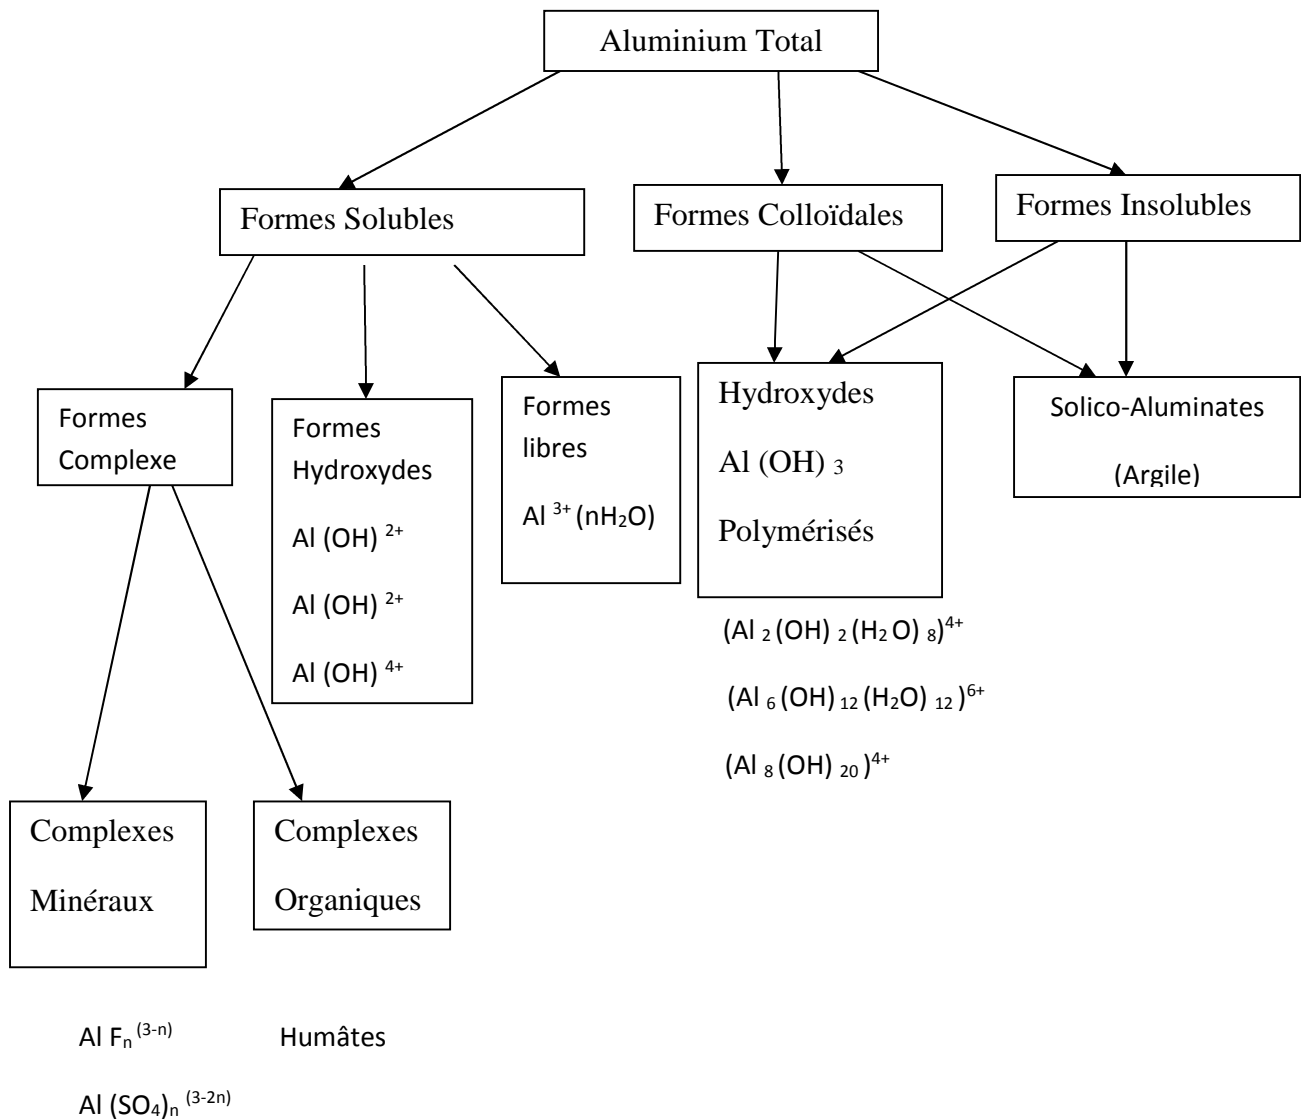 Aluminium Total
Formes Solubles
Formes Colloïdales
Formes Insolubles
Formes
Complexe
Formes
Hydroxydes
Al (OH) ²⁺
Al (OH) ²⁺
Al (OH) ⁴⁺
Formes
libres
Al ³⁺ (nH₂O)
Hydroxydes
Al (OH) ₃
Polymérisés
Solico-Aluminates
(Argile)
(Al ₂ (OH) ₂ (H₂O) ₈)⁴⁺
(Al ₆ (OH) ₁₂ (H₂O) ₁₂ )⁶⁺
(Al ₈ (OH) ₂₀ )⁴⁺
Complexes
Minéraux
Complexes
Organiques
Al Fₙ ⁽³⁻ⁿ⁾
Humâtes
Al (SO₄)ₙ ⁽³⁻²ⁿ⁾